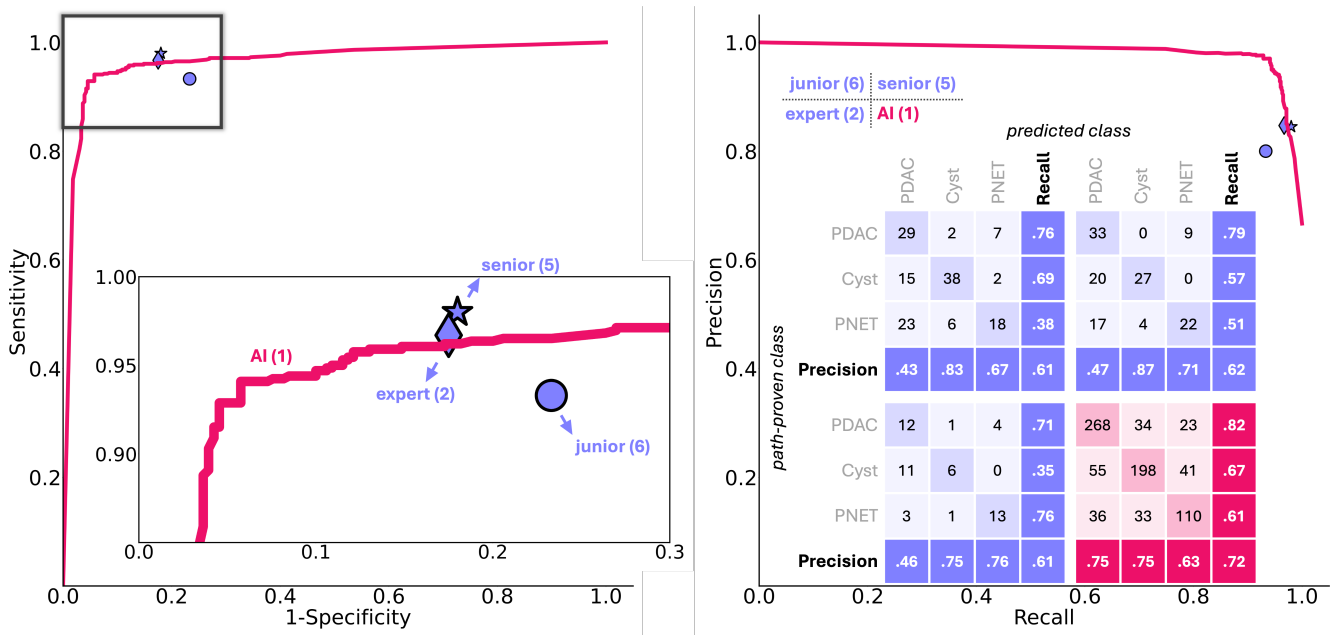 1.0
0.8
0.6
0.4
0.2
0
0.0 0.2 0.4 0.6 0.8 1.0
Sensitivity
1-Specificity
1.00
0.95
0.90
0.0 0.1 0.2 0.3
senior (5)
AI (1)
expert (2)
junior (6)
1.0
0.8
0.6
0.4
0.2
0
0.0 0.2 0.4 0.6 0.8 1.0
Precision
Recall
junior (6) senior (5)
expert (2) AI (1)
predicted class
path-proven class
PDAC Cyst PNET Recall PDAC Cyst PNET Recall
PDAC 29 2 7 .76 33 0 9 .79
Cyst 15 38 2 .69 20 27 0 .57
PNET 23 6 18 .38 17 4 22 .51
Precision .43 .83 .67 .61 .47 .87 .71 .62
PDAC 12 1 4 .71 268 34 23 .82
Cyst 11 6 0 .35 55 198 41 .67
PNET 3 1 13 .76 36 33 110 .61
Precision .46 .75 .76 .61 .75 .75 .63 .72